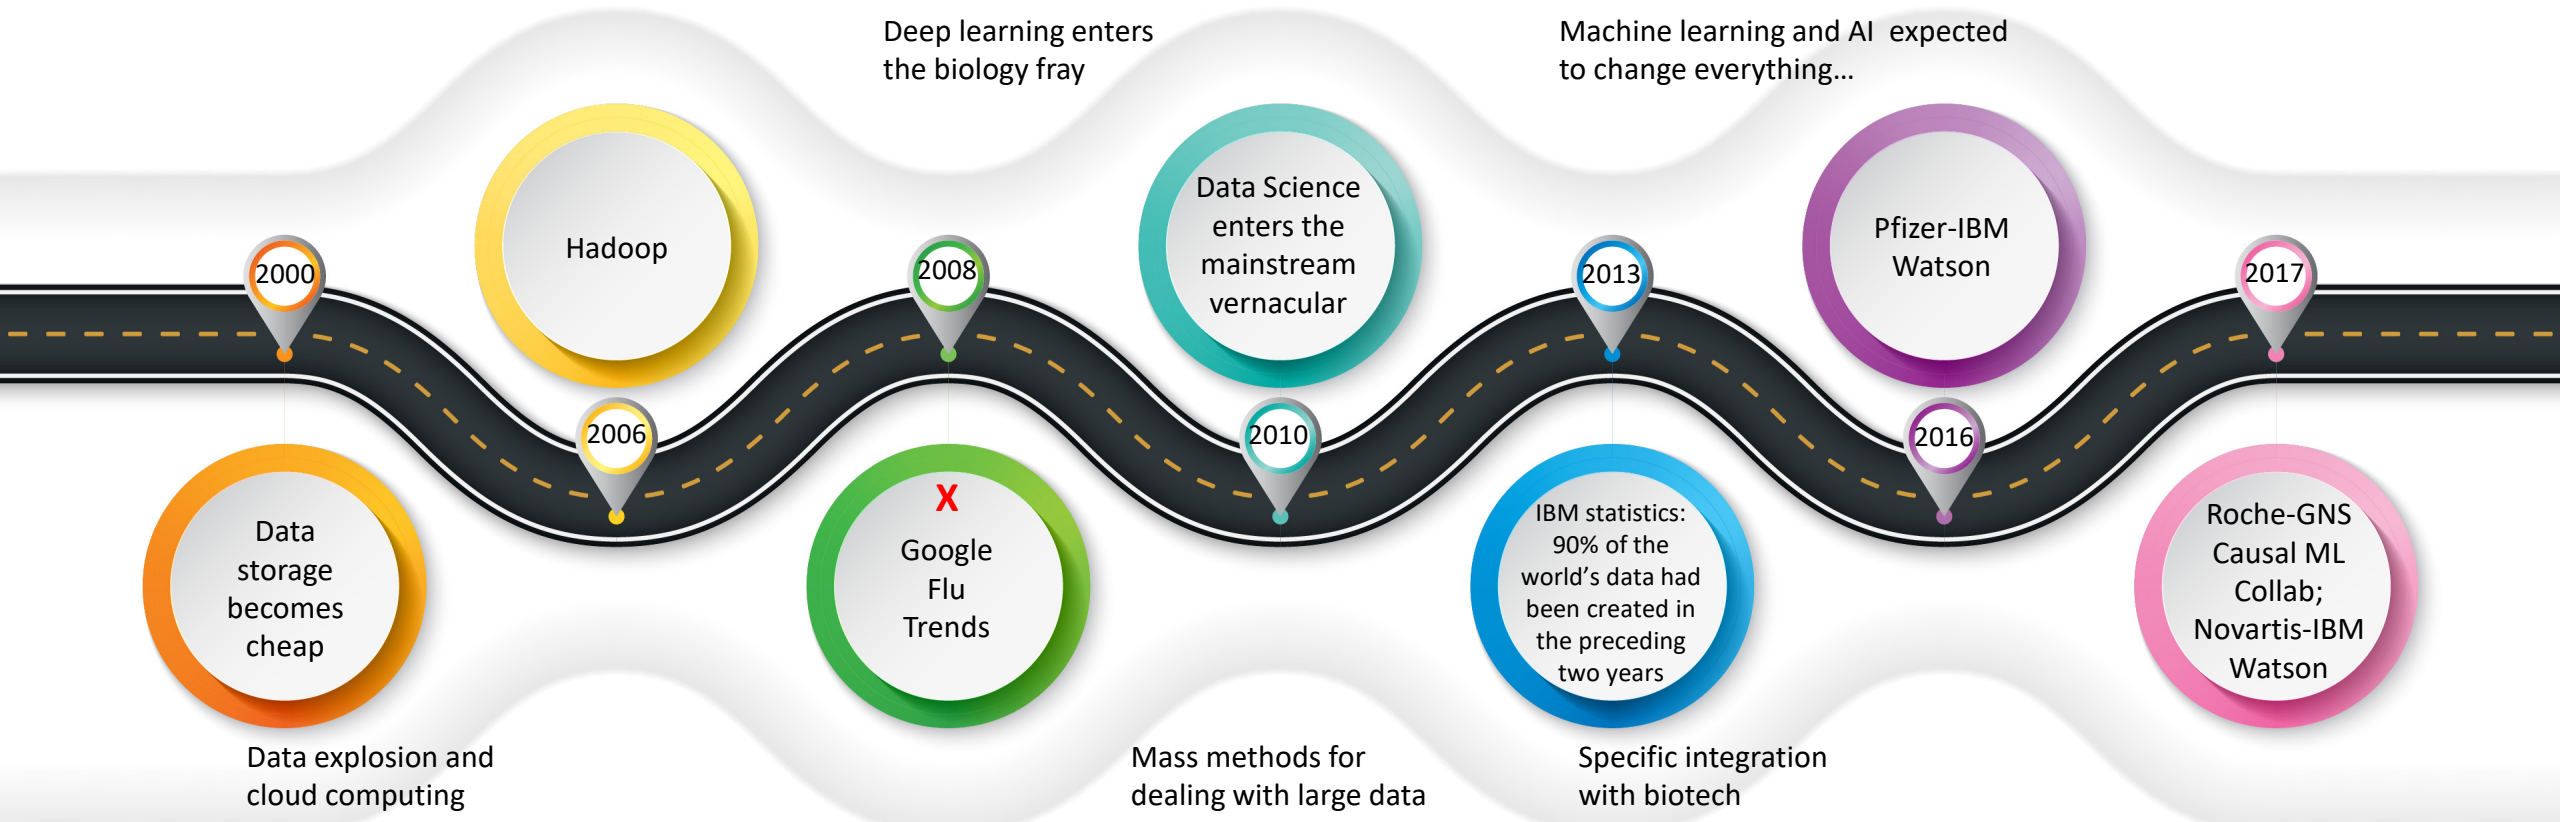 Deep learning enters
the biology fray
Machine learning and AI  expected
to change everything...
2000
Data
storage
becomes
cheap
Data explosion and
cloud computing
Hadoop
2006
2008
X
Google
Flu
Trends
Data Science
enters the
mainstream
vernacular
2010
Mass methods for
dealing with large data
2013
IBM statistics:
90% of the
world’s data had
been created in
the preceding
two years
Specific integration
with biotech
Pfizer-IBM
Watson
2016
2017
Roche-GNS
Causal ML
Collab;
Novartis-IBM
Watson